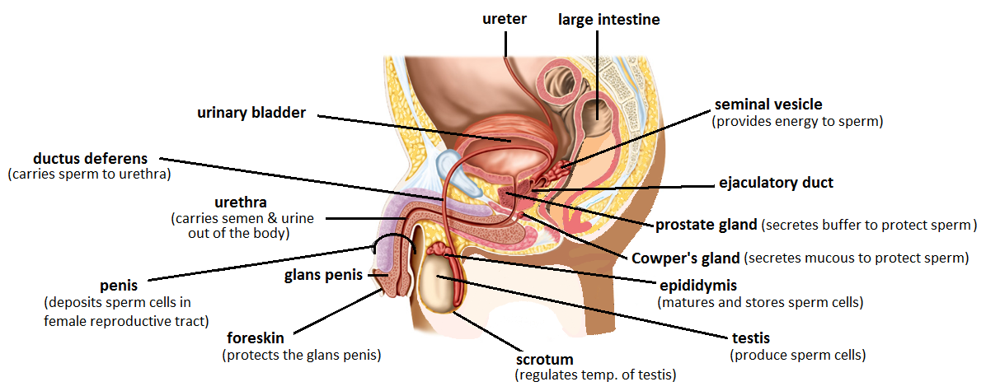 ureter
large intestine
urinary bladder
seminal vesicle
(provides energy to sperm)
ductus deferens
(carries sperm to urethra)
ejaculatory duct
urethra
(carries semen & urine
out of the body)
prostate gland (secretes buffer to protect sperm)
Cowper's gland (secretes mucous to protect sperm)
glans penis
penis
(deposits sperm cells in
female reproductive tract)
epididymis
(matures and stores sperm cells)
foreskin
(protects the glans penis)
testis
(produce sperm cells)
scrotum
(regulates temp. of testis)